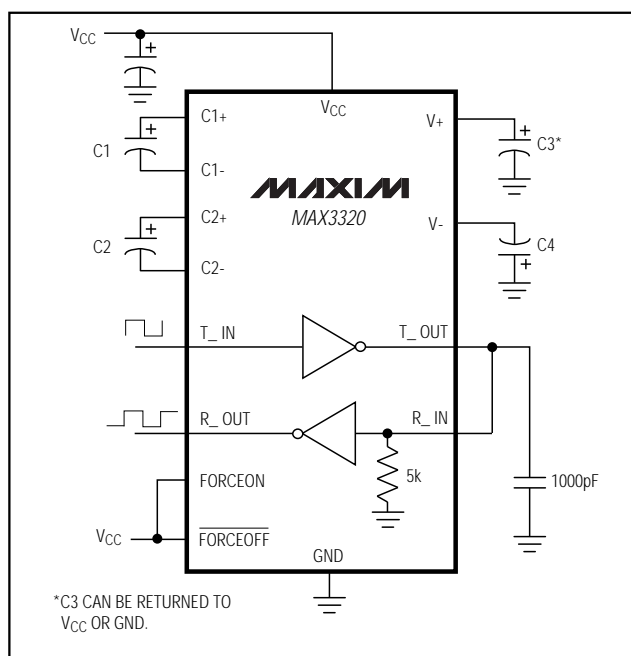 VCC
VCC
C1+
V+
C1
C3*
C1-
MAXIM
MAX3320
C2+
V-
C2
C4
C2-
T_ IN
T_ OUT
R_ OUT
R_ IN
5k
FORCEON
1000pF
VCC
FORCEOFF
GND
*C3 CAN BE RETURNED TO
VCC OR GND.